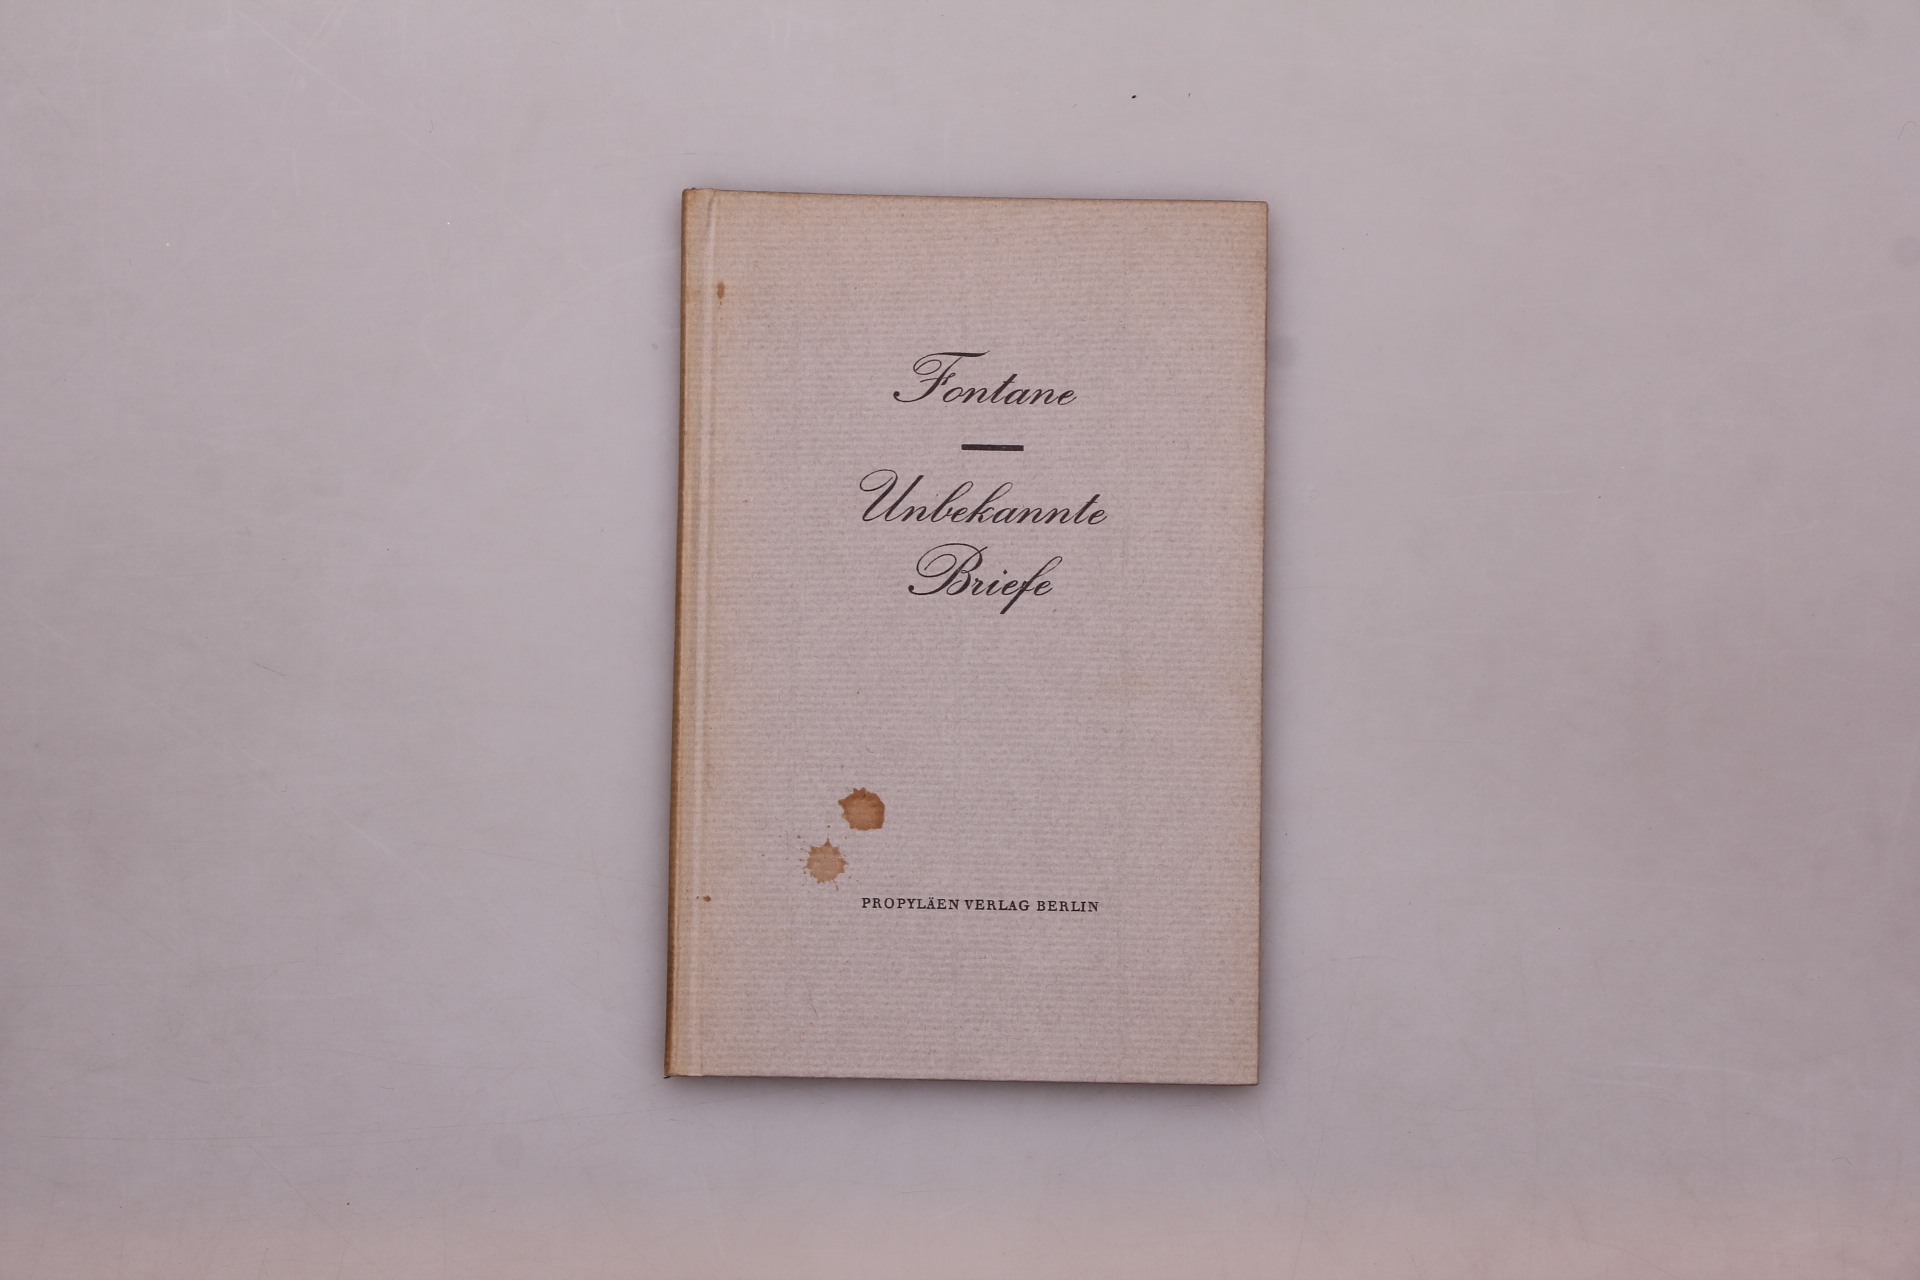 Fontane
Unbekannte
Briefe
PROPYLÄEN VERLAG BERLIN